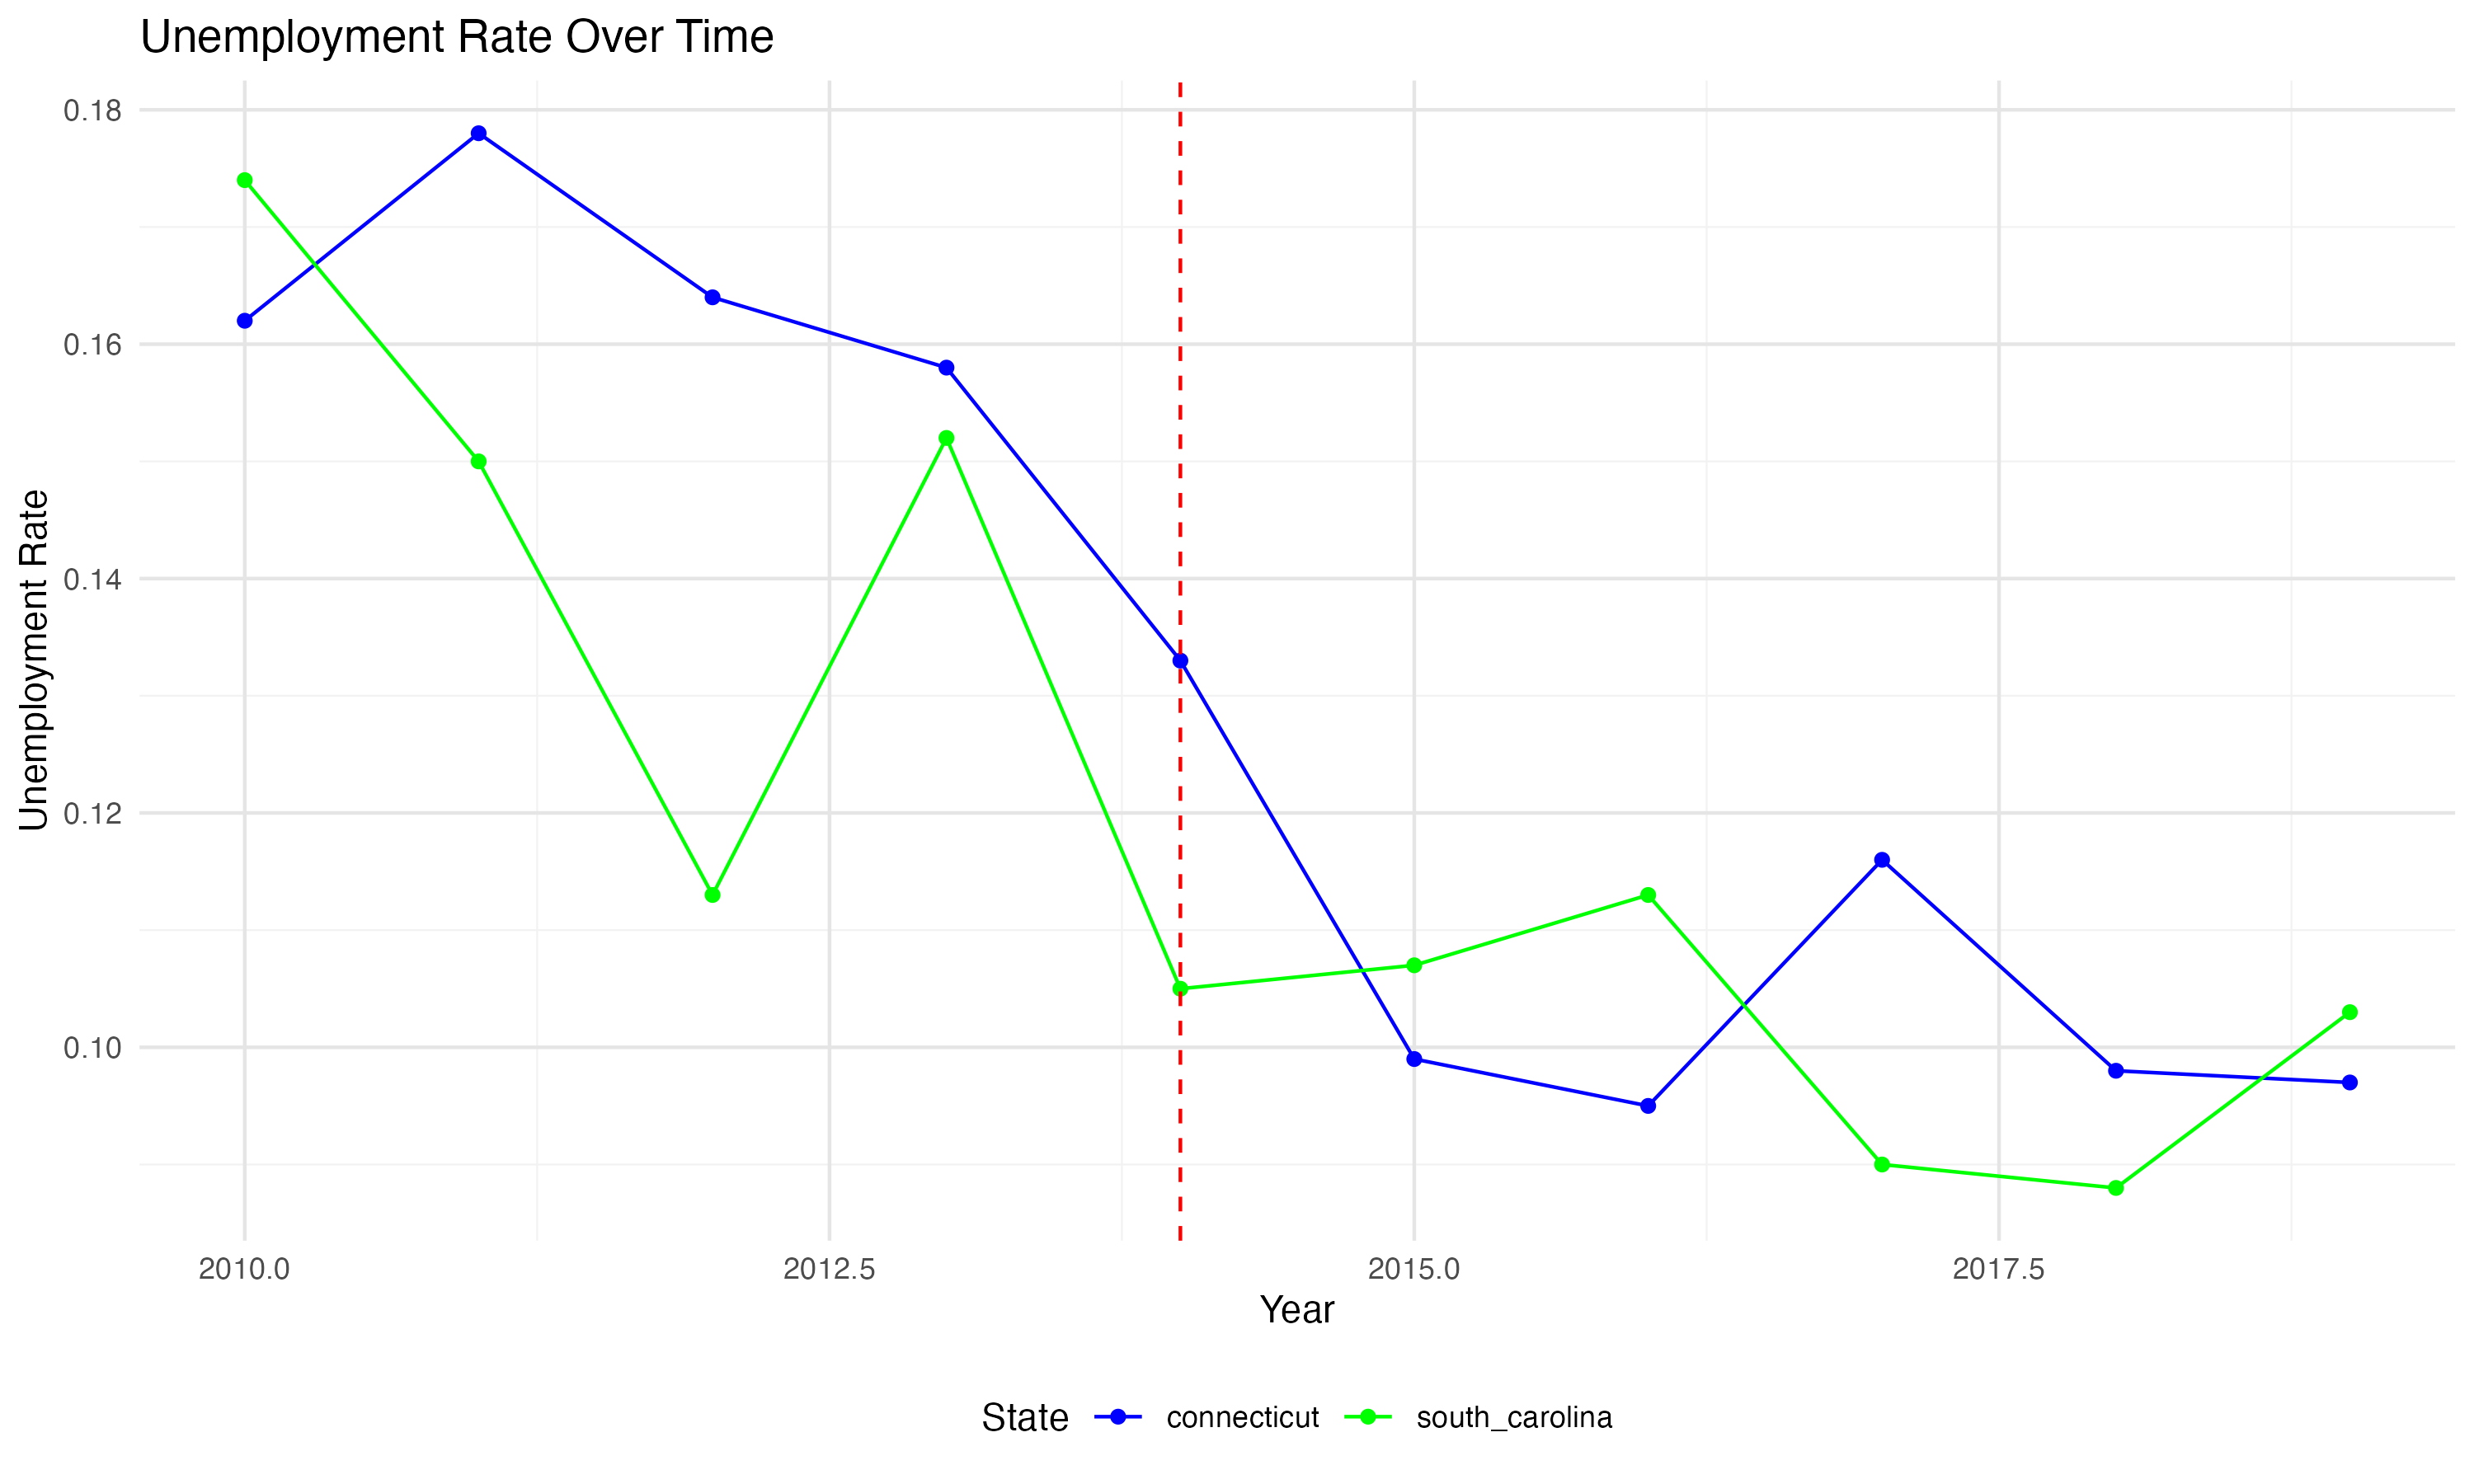 Unemployment Rate Over Time
Unemployment Rate
0.18
0.16
0.14
0.12
0.10
2010.0 2012.5 2015.0 2017.5
Year
State connecticut south_carolina